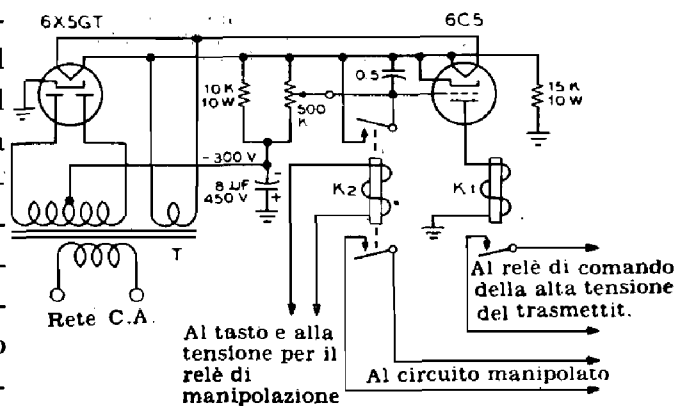 6X5GT
6C5
10 K
10 W
500
K
0.5
15 K
10 W
- 300 V
8 µF
450 V
-
+
K2
K1
T
Rete C.A.
Al relè di comando
della alta tensione
del trasmettit.
Al tasto e alla
tensione per il
relè di
manipolazione
Al circuito manipolato